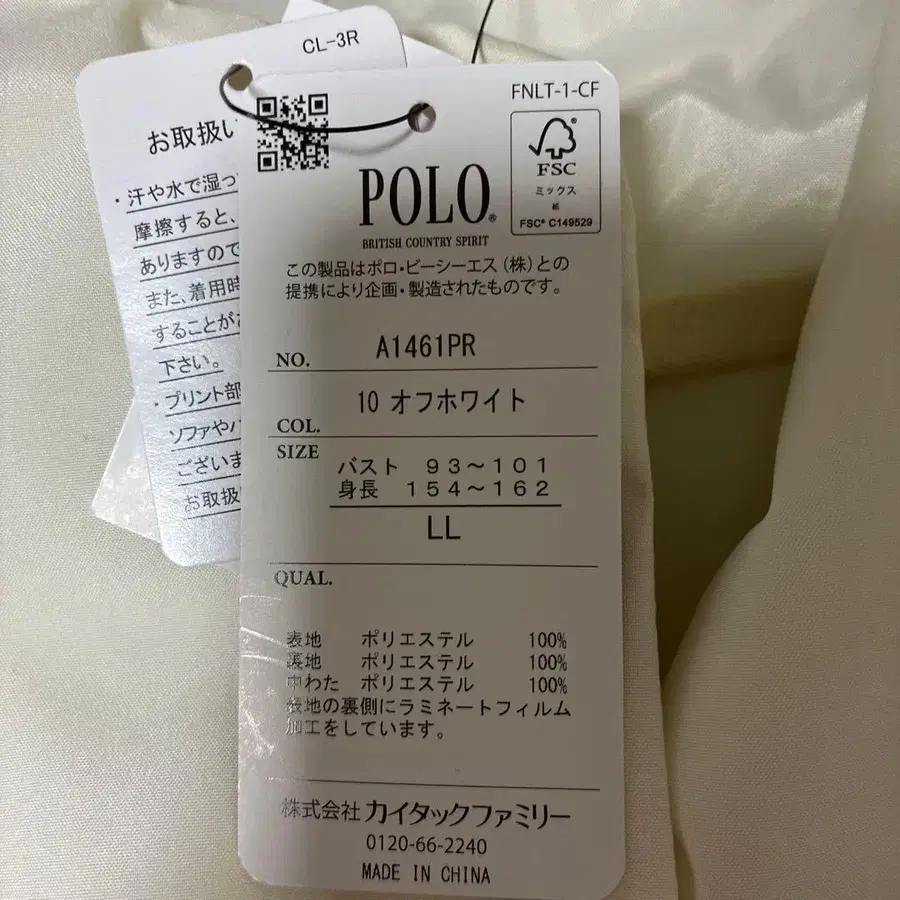 CL-3R
お取扱い
・汗や水で湿っ
摩擦すると、
ありますので
また、着用時
することが
下さい。
・プリント部
ソファや
ございま
お取扱
FNLT-1-CF
FSC
ミックス
紙
FSC® C149529
POLO®
BRITISH COUNTRY SPIRIT
この製品はポロ・ビーシーエス(株)との
提携により企画・製造されたものです。
NO. A1461PR
COL. 10 オフホワイト
SIZE
バスト 93～101
身長 154～162
LL
QUAL.
表地 ポリエステル 100%
裏地 ポリエステル 100%
中わた ポリエステル 100%
表地の裏側にラミネートフィルム
加工をしています。
株式会社 カイタックファミリー
0120-66-2240
MADE IN CHINA